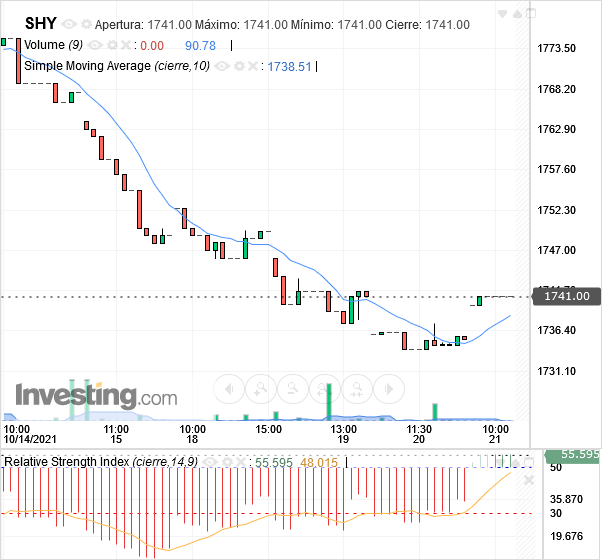 SHY Apertura: 1741.00 Máximo: 1741.00 Mínimo: 1741.00 Cierre: 1741.00
Volume (9) : 0.00 90.78
Simple Moving Average (cierre,10) : 1738.51
1773.50
1768.20
1762.90
1757.60
1752.30
1747.00
1741.00
1736.40
1731.10
Investing.com
10:00 11:00 10:00 15:00 13:00 11:30 10:00
10/14/2021 15 18 19 20 21
Relative Strength Index (cierre,14,9) : 55.595 48.015
55.595
50
35.870
30
19.676